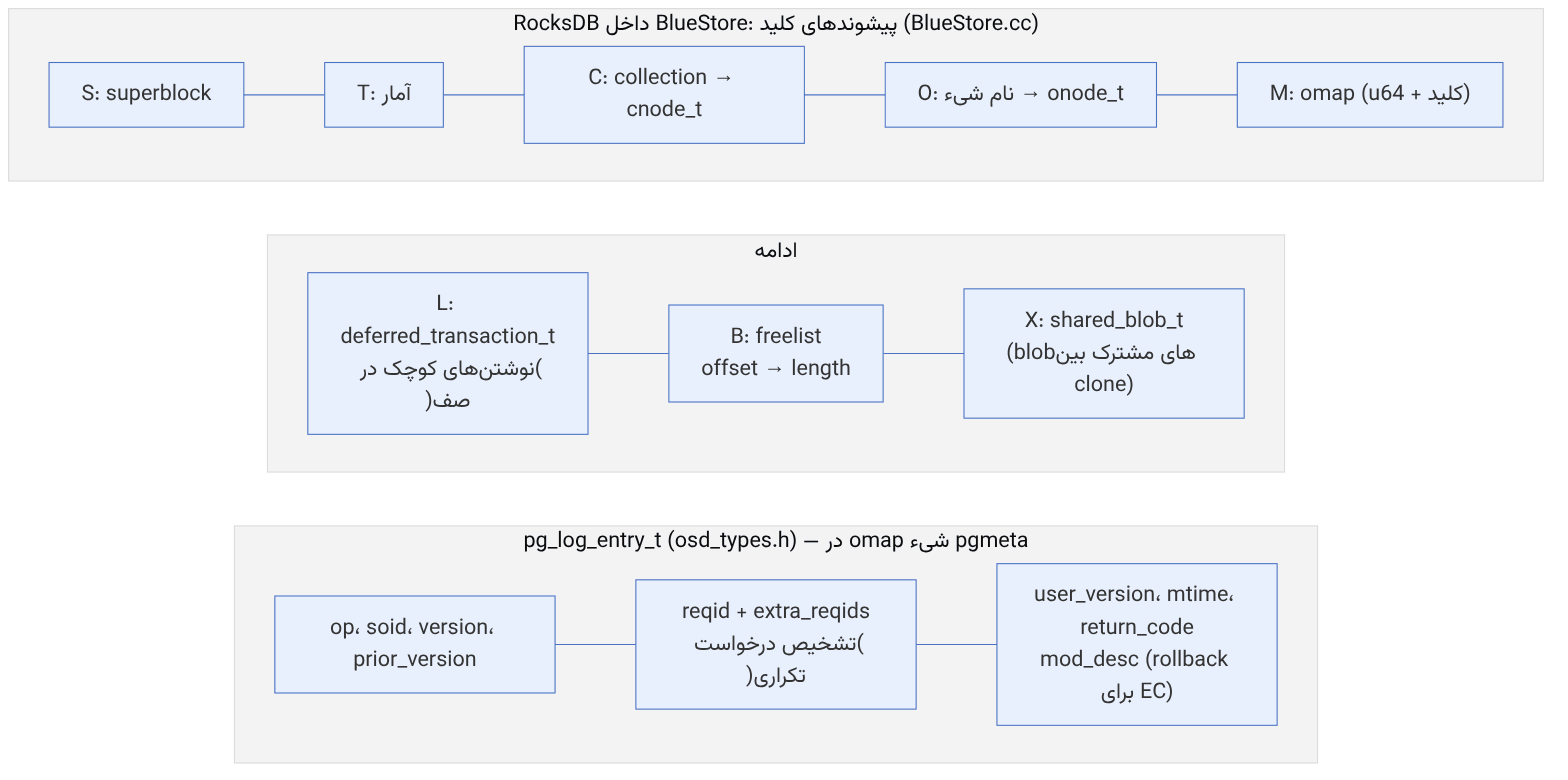 پیشوندهای کلید :BlueStore داخل RocksDB (BlueStore.cc)
S: superblock
T: آمار
C: collection →
cnode_t
O: نام شیء → onode_t
M: omap (u64 + کلید)
ادامه
L:
deferred_transaction_t
(نوشتن‌های کوچک در
صف)
B: freelist
offset → length
X: shared_blob_t
(blobهای مشترک بین
clone)
pg_log_entry_t (osd_types.h) — در omap شیء pgmeta
op، soid، version،
prior_version
reqid + extra_reqids
(تشخیص درخواست
تکراری)
user_version، mtime،
return_code
mod_desc (rollback
برای EC)